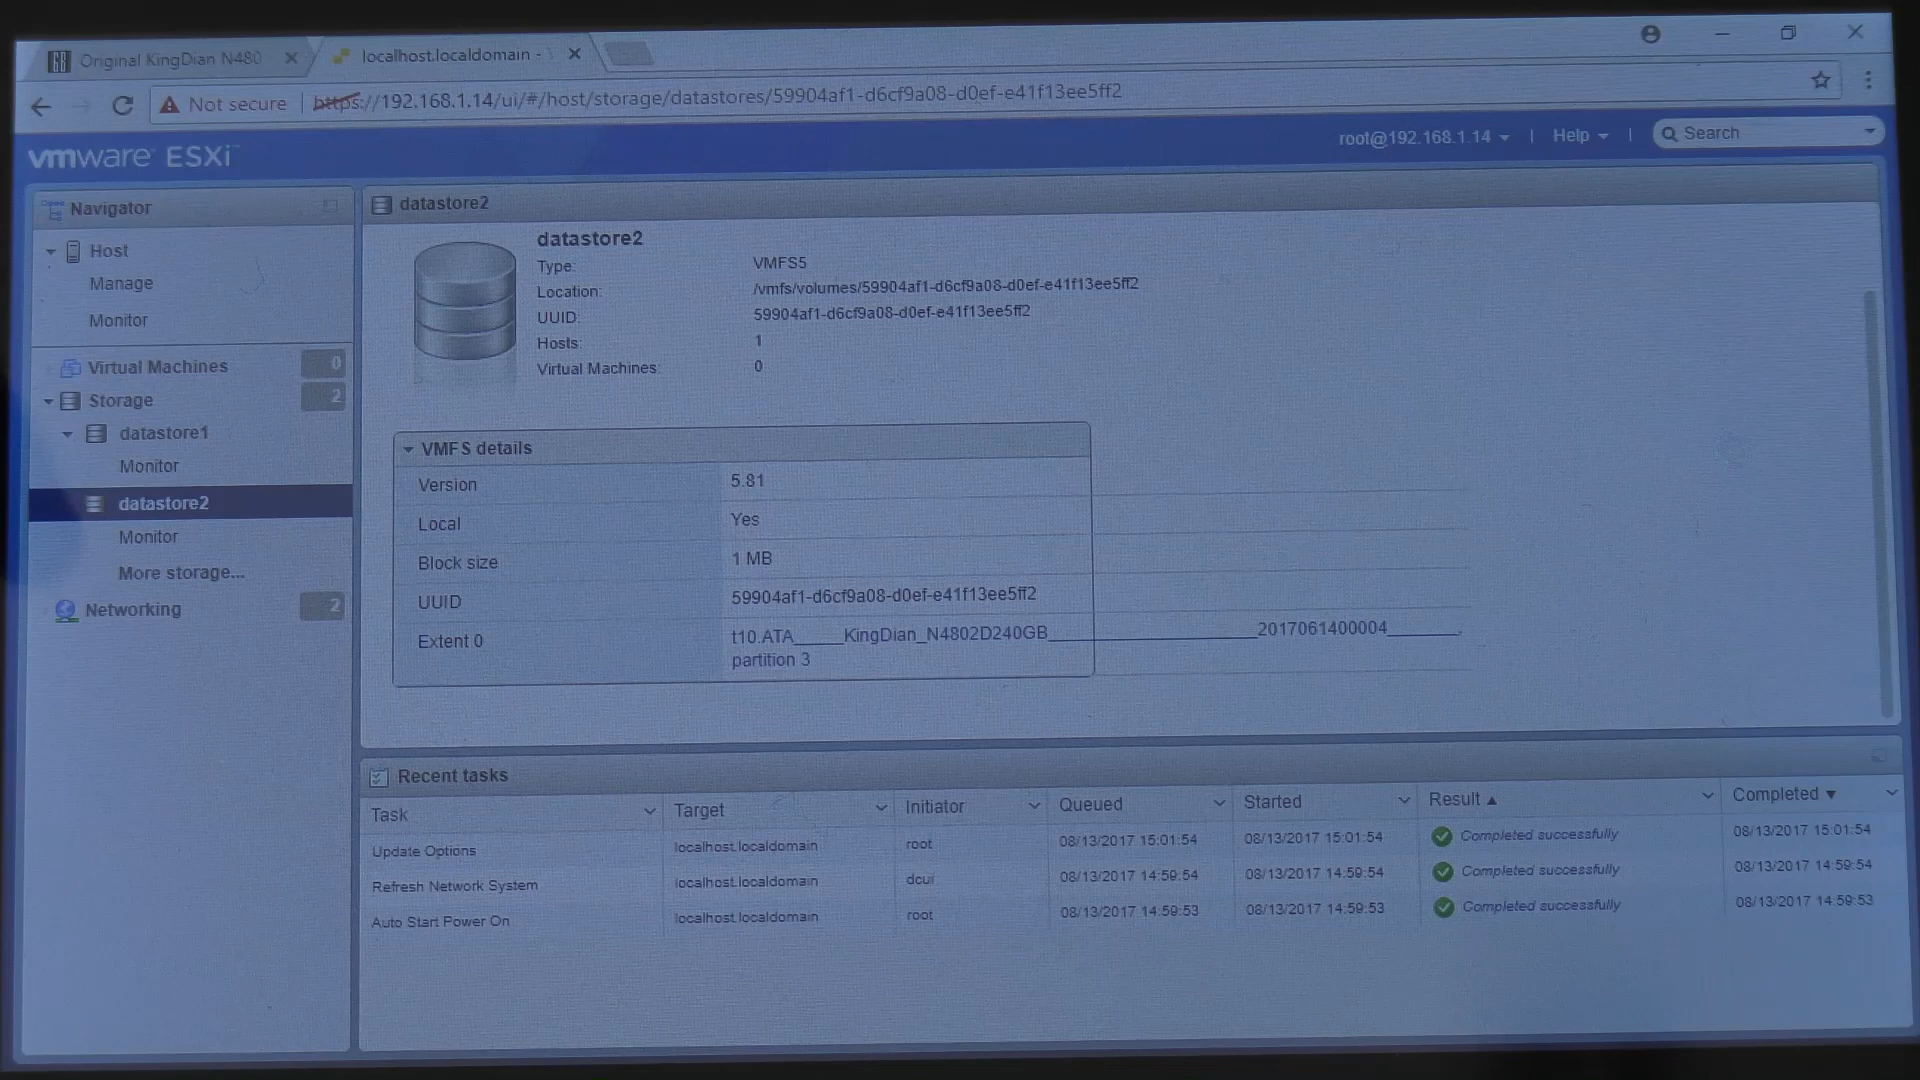 Original KingDian N480
localhost.localdomain -
Not secure
https://192.168.1.14/ui/#/host/storage/datastores/59904af1-d6cf9a08-d0ef-e41f13ee5ff2
vmware ESXi
root@192.168.1.14
Help
Search
Navigator
Host
Manage
Monitor
Virtual Machines 0
Storage 2
datastore1
Monitor
datastore2
Monitor
More storage...
Networking 2
datastore2
datastore2
Type: VMFS5
Location: /vmfs/volumes/59904af1-d6cf9a08-d0ef-e41f13ee5ff2
UUID: 59904af1-d6cf9a08-d0ef-e41f13ee5ff2
Hosts: 1
Virtual Machines: 0
VMFS details
Version 5.81
Local Yes
Block size 1 MB
UUID 59904af1-d6cf9a08-d0ef-e41f13ee5ff2
Extent 0 t10.ATA_____KingDian_N4802D240GB_____________________2017061400004_______,
partition 3
Recent tasks
Task Target Initiator Queued Started Result Completed
Update Options localhost.localdomain root 08/13/2017 15:01:54 08/13/2017 15:01:54 Completed successfully 08/13/2017 15:01:54
Refresh Network System localhost.localdomain dcui 08/13/2017 14:59:54 08/13/2017 14:59:54 Completed successfully 08/13/2017 14:59:54
Auto Start Power On localhost.localdomain root 08/13/2017 14:59:53 08/13/2017 14:59:53 Completed successfully 08/13/2017 14:59:53